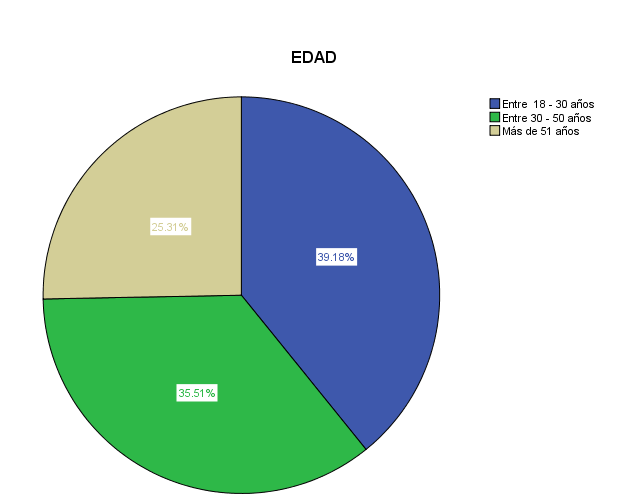 EDAD
Entre 18 - 30 años
Entre 30 - 50 años
Más de 51 años
25.31%
39.18%
35.51%